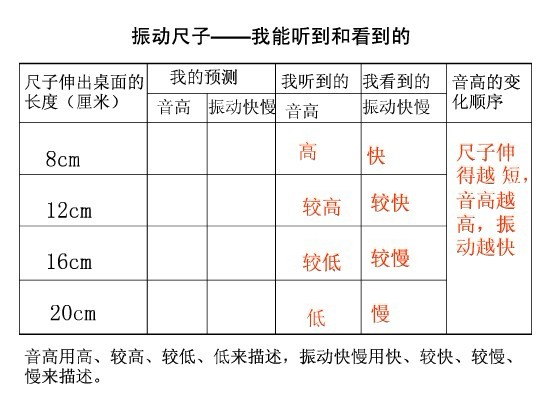 振动尺子——我能听到和看到的
尺子伸出桌面的
长度（厘米）
我的预测
我听到的
我看到的
音高的变
化顺序
音高
振动快慢
音高
振动快慢
8cm
高
快
12cm
较高
较快
16cm
较低
较慢
20cm
低
慢
尺子伸
得越 短，
音高越
高，振
动越快
音高用高、较高、较低、低来描述，振动快慢用快、较快、较慢、
慢来描述。